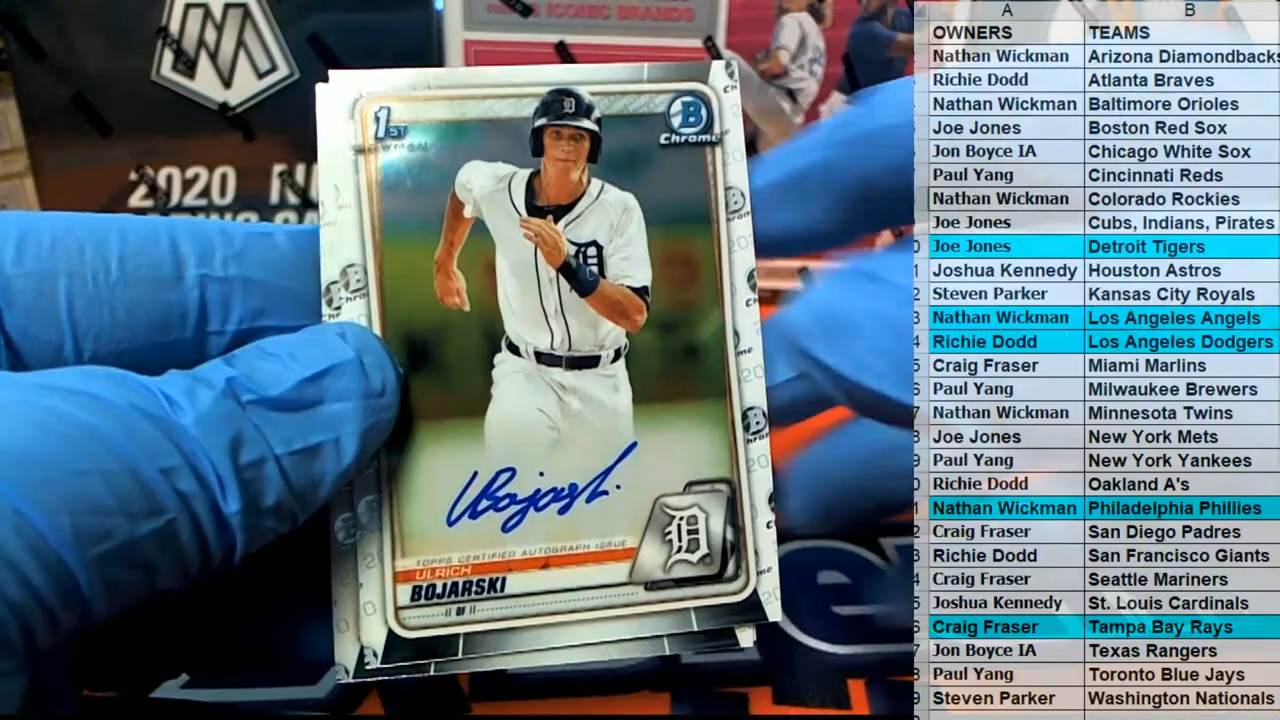 ICONIC BRANDS
2020
1ST
Chrome
TOPPS CERTIFIED AUTOGRAPH ISSUE
ULRICH
BOJARSKI
OF
A B
OWNERS TEAMS
Nathan Wickman Arizona Diamondbacks
Richie Dodd Atlanta Braves
Nathan Wickman Baltimore Orioles
Joe Jones Boston Red Sox
Jon Boyce IA Chicago White Sox
Paul Yang Cincinnati Reds
Nathan Wickman Colorado Rockies
Joe Jones Cubs, Indians, Pirates
Joe Jones Detroit Tigers
Joshua Kennedy Houston Astros
Steven Parker Kansas City Royals
Nathan Wickman Los Angeles Angels
Richie Dodd Los Angeles Dodgers
Craig Fraser Miami Marlins
Paul Yang Milwaukee Brewers
Nathan Wickman Minnesota Twins
Joe Jones New York Mets
Paul Yang New York Yankees
Richie Dodd Oakland A's
Nathan Wickman Philadelphia Phillies
Craig Fraser San Diego Padres
Richie Dodd San Francisco Giants
Craig Fraser Seattle Mariners
Joshua Kennedy St. Louis Cardinals
Craig Fraser Tampa Bay Rays
Jon Boyce IA Texas Rangers
Paul Yang Toronto Blue Jays
Steven Parker Washington Nationals